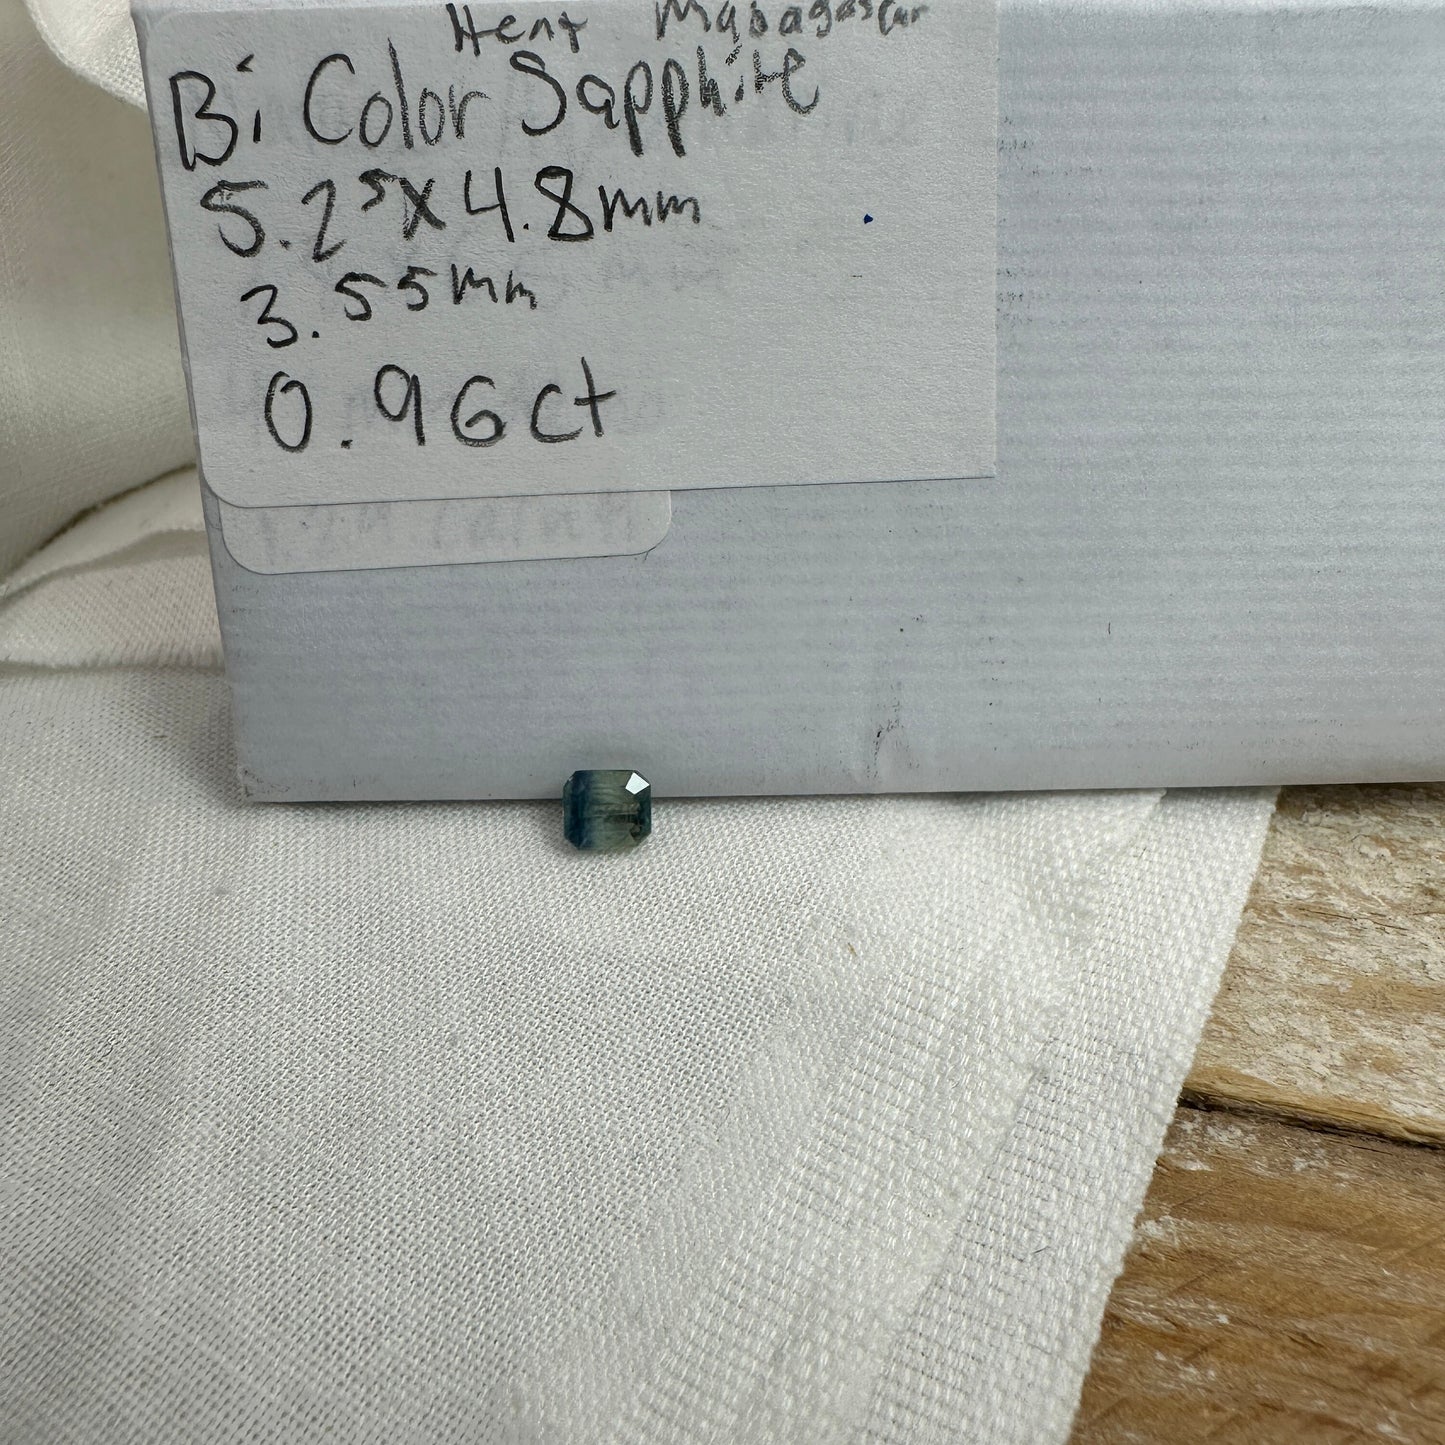 Heat Madagascar
Bi Color Sapphire
5.25x4.8mm
3.55mm
0.96ct